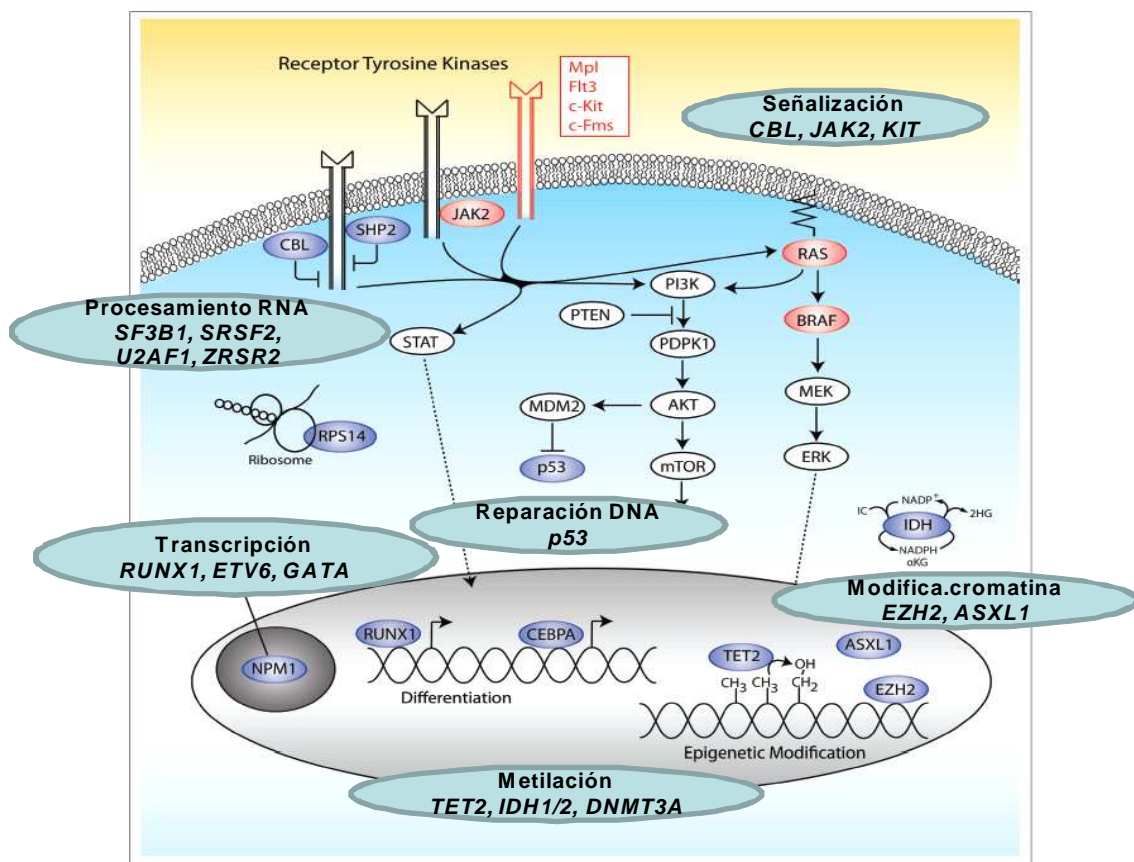 Receptor Tyrosine Kinases
Mpl
Flt3
c-Kit
c-Fms
Señalización
CBL, JAK2, KIT
JAK2
SHP2
CBL
RAS
PI3K
Procesamiento RNA
SF3B1, SRSF2,
U2AF1, ZRSR2
PTEN
BRAF
STAT
PDPK1
MEK
MDM2
AKT
RPS14
Ribosome
p53
mTOR
ERK
NADP+
IC
2HG
IDH
NADPH
αKG
Reparación DNA
p53
Transcripción
RUNX1, ETV6, GATA
Modifica.cromatina
EZH2, ASXL1
RUNX1
CEBPA
ASXL1
TET2
OH
NPM1
CH3
CH3
CH2
EZH2
Differentiation
Epigenetic Modification
Metilación
TET2, IDH1/2, DNMT3A